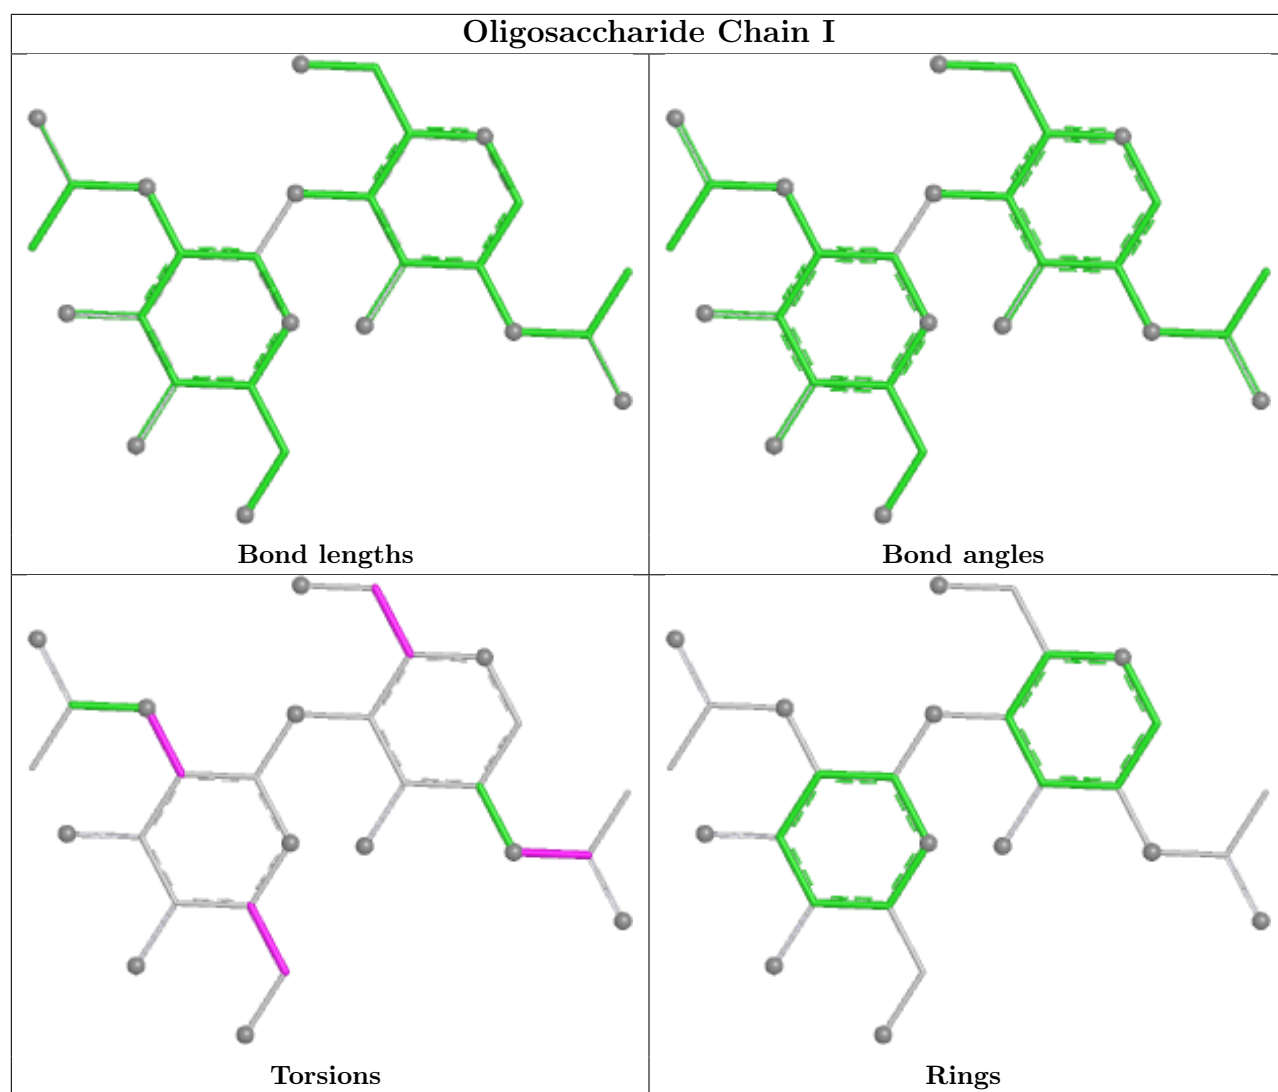 Oligosaccharide Chain I
Bond lengths
Bond angles
Torsions
Rings